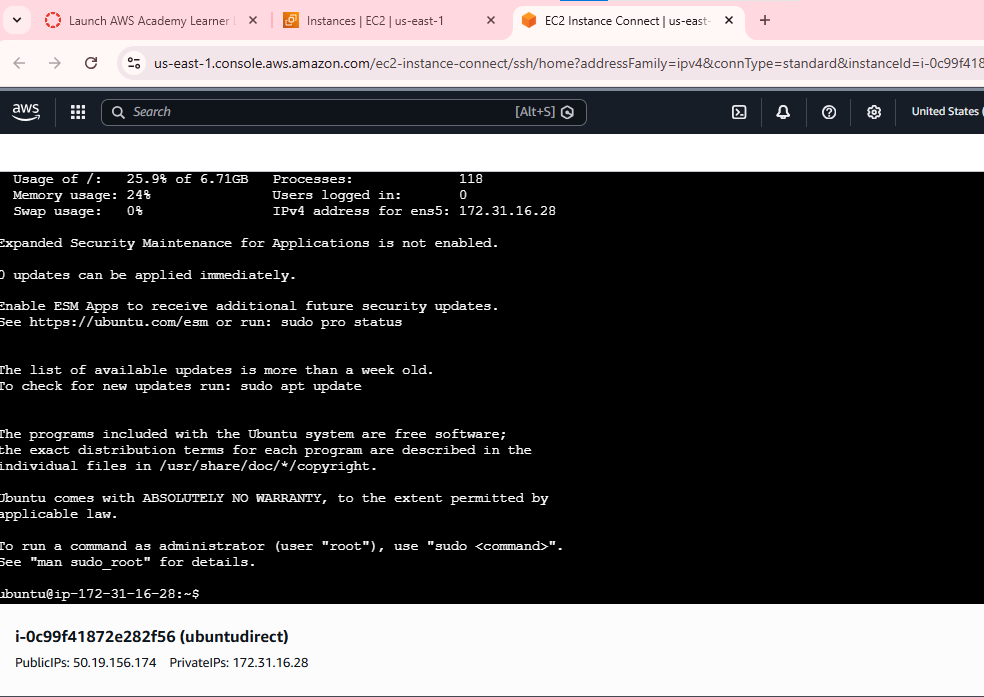 Launch AWS Academy Learner
Instances | EC2 | us-east-1
EC2 Instance Connect | us-east-
us-east-1.console.aws.amazon.com/ec2-instance-connect/ssh/home?addressFamily=ipv4&connType=standard&instanceId=i-0c99f418
aws
Search
[Alt+S]
United States (
Usage of /: 25.9% of 6.71GB Processes: 118
Memory usage: 24% Users logged in: 0
Swap usage: 0% IPv4 address for ens5: 172.31.16.28
Expanded Security Maintenance for Applications is not enabled.
0 updates can be applied immediately.
Enable ESM Apps to receive additional future security updates.
See https://ubuntu.com/esm or run: sudo pro status
The list of available updates is more than a week old.
To check for new updates run: sudo apt update
The programs included with the Ubuntu system are free software;
the exact distribution terms for each program are described in the
individual files in /usr/share/doc/*/copyright.
Ubuntu comes with ABSOLUTELY NO WARRANTY, to the extent permitted by
applicable law.
To run a command as administrator (user "root"), use "sudo <command>".
See "man sudo_root" for details.
ubuntu@ip-172-31-16-28:~$
i-0c99f41872e282f56 (ubuntudirect)
PublicIPs: 50.19.156.174 PrivateIPs: 172.31.16.28